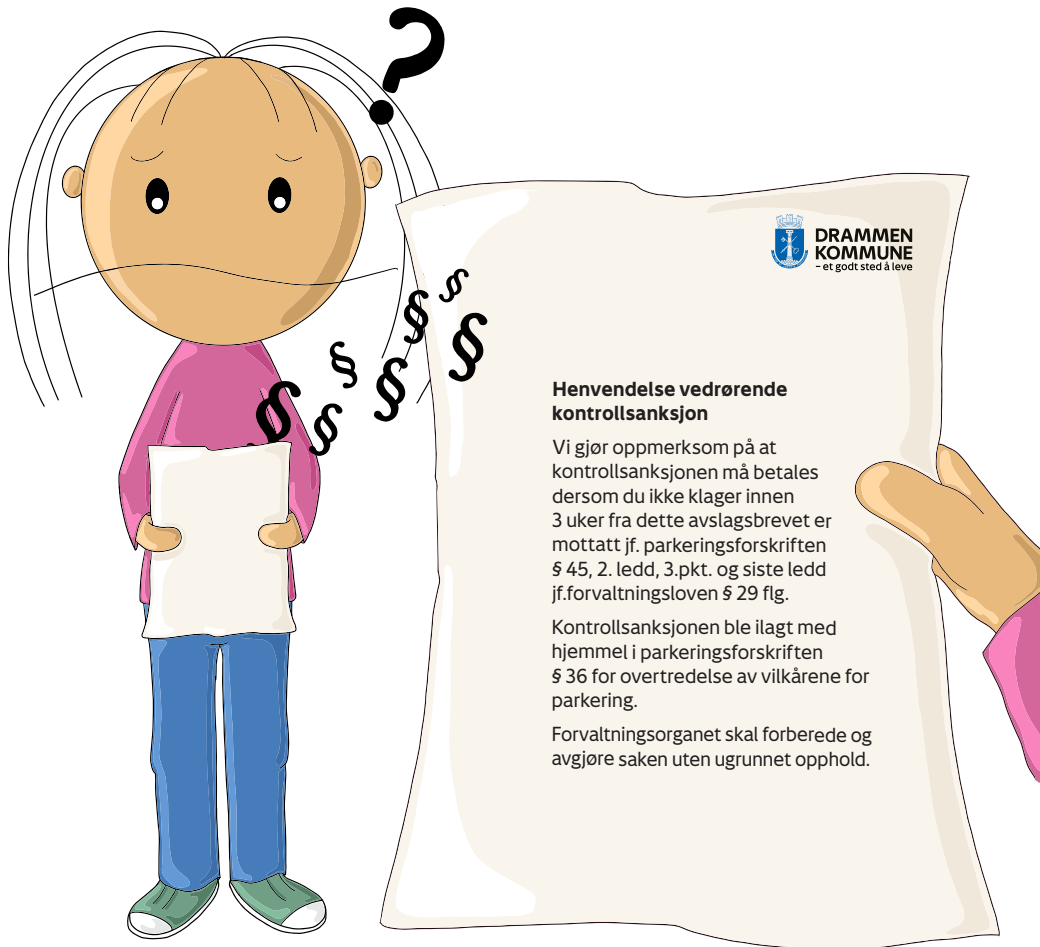 ?
DRAMMEN
KOMMUNE
– et godt sted å leve
§
§
§
§
§
§
§
Henvendelse vedrørende
kontrollsanksjon
Vi gjør oppmerksom på at
kontrollsanksjonen må betales
dersom du ikke klager innen
3 uker fra dette avslagsbrevet er
mottatt jf. parkeringsforskriften
§ 45, 2. ledd, 3.pkt. og siste ledd
jf.forvaltningsloven § 29 flg.
Kontrollsanksjonen ble ilagt med
hjemmel i parkeringsforskriften
§ 36 for overtredelse av vilkårene for
parkering.
Forvaltningsorganet skal forberede og
avgjøre saken uten ugrunnet opphold.